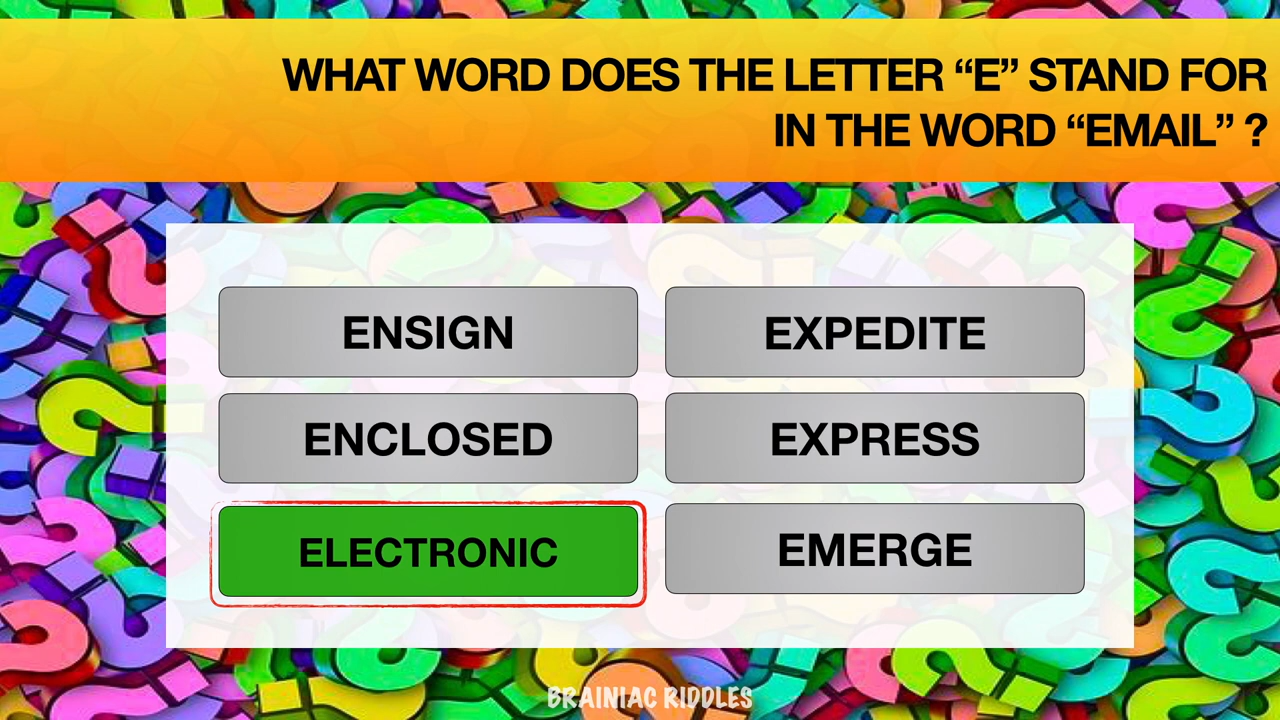 WHAT WORD DOES THE LETTER “E” STAND FOR
IN THE WORD “EMAIL” ?
ENSIGN
EXPEDITE
ENCLOSED
EXPRESS
ELECTRONIC
EMERGE
BRAINIAC RIDDLES